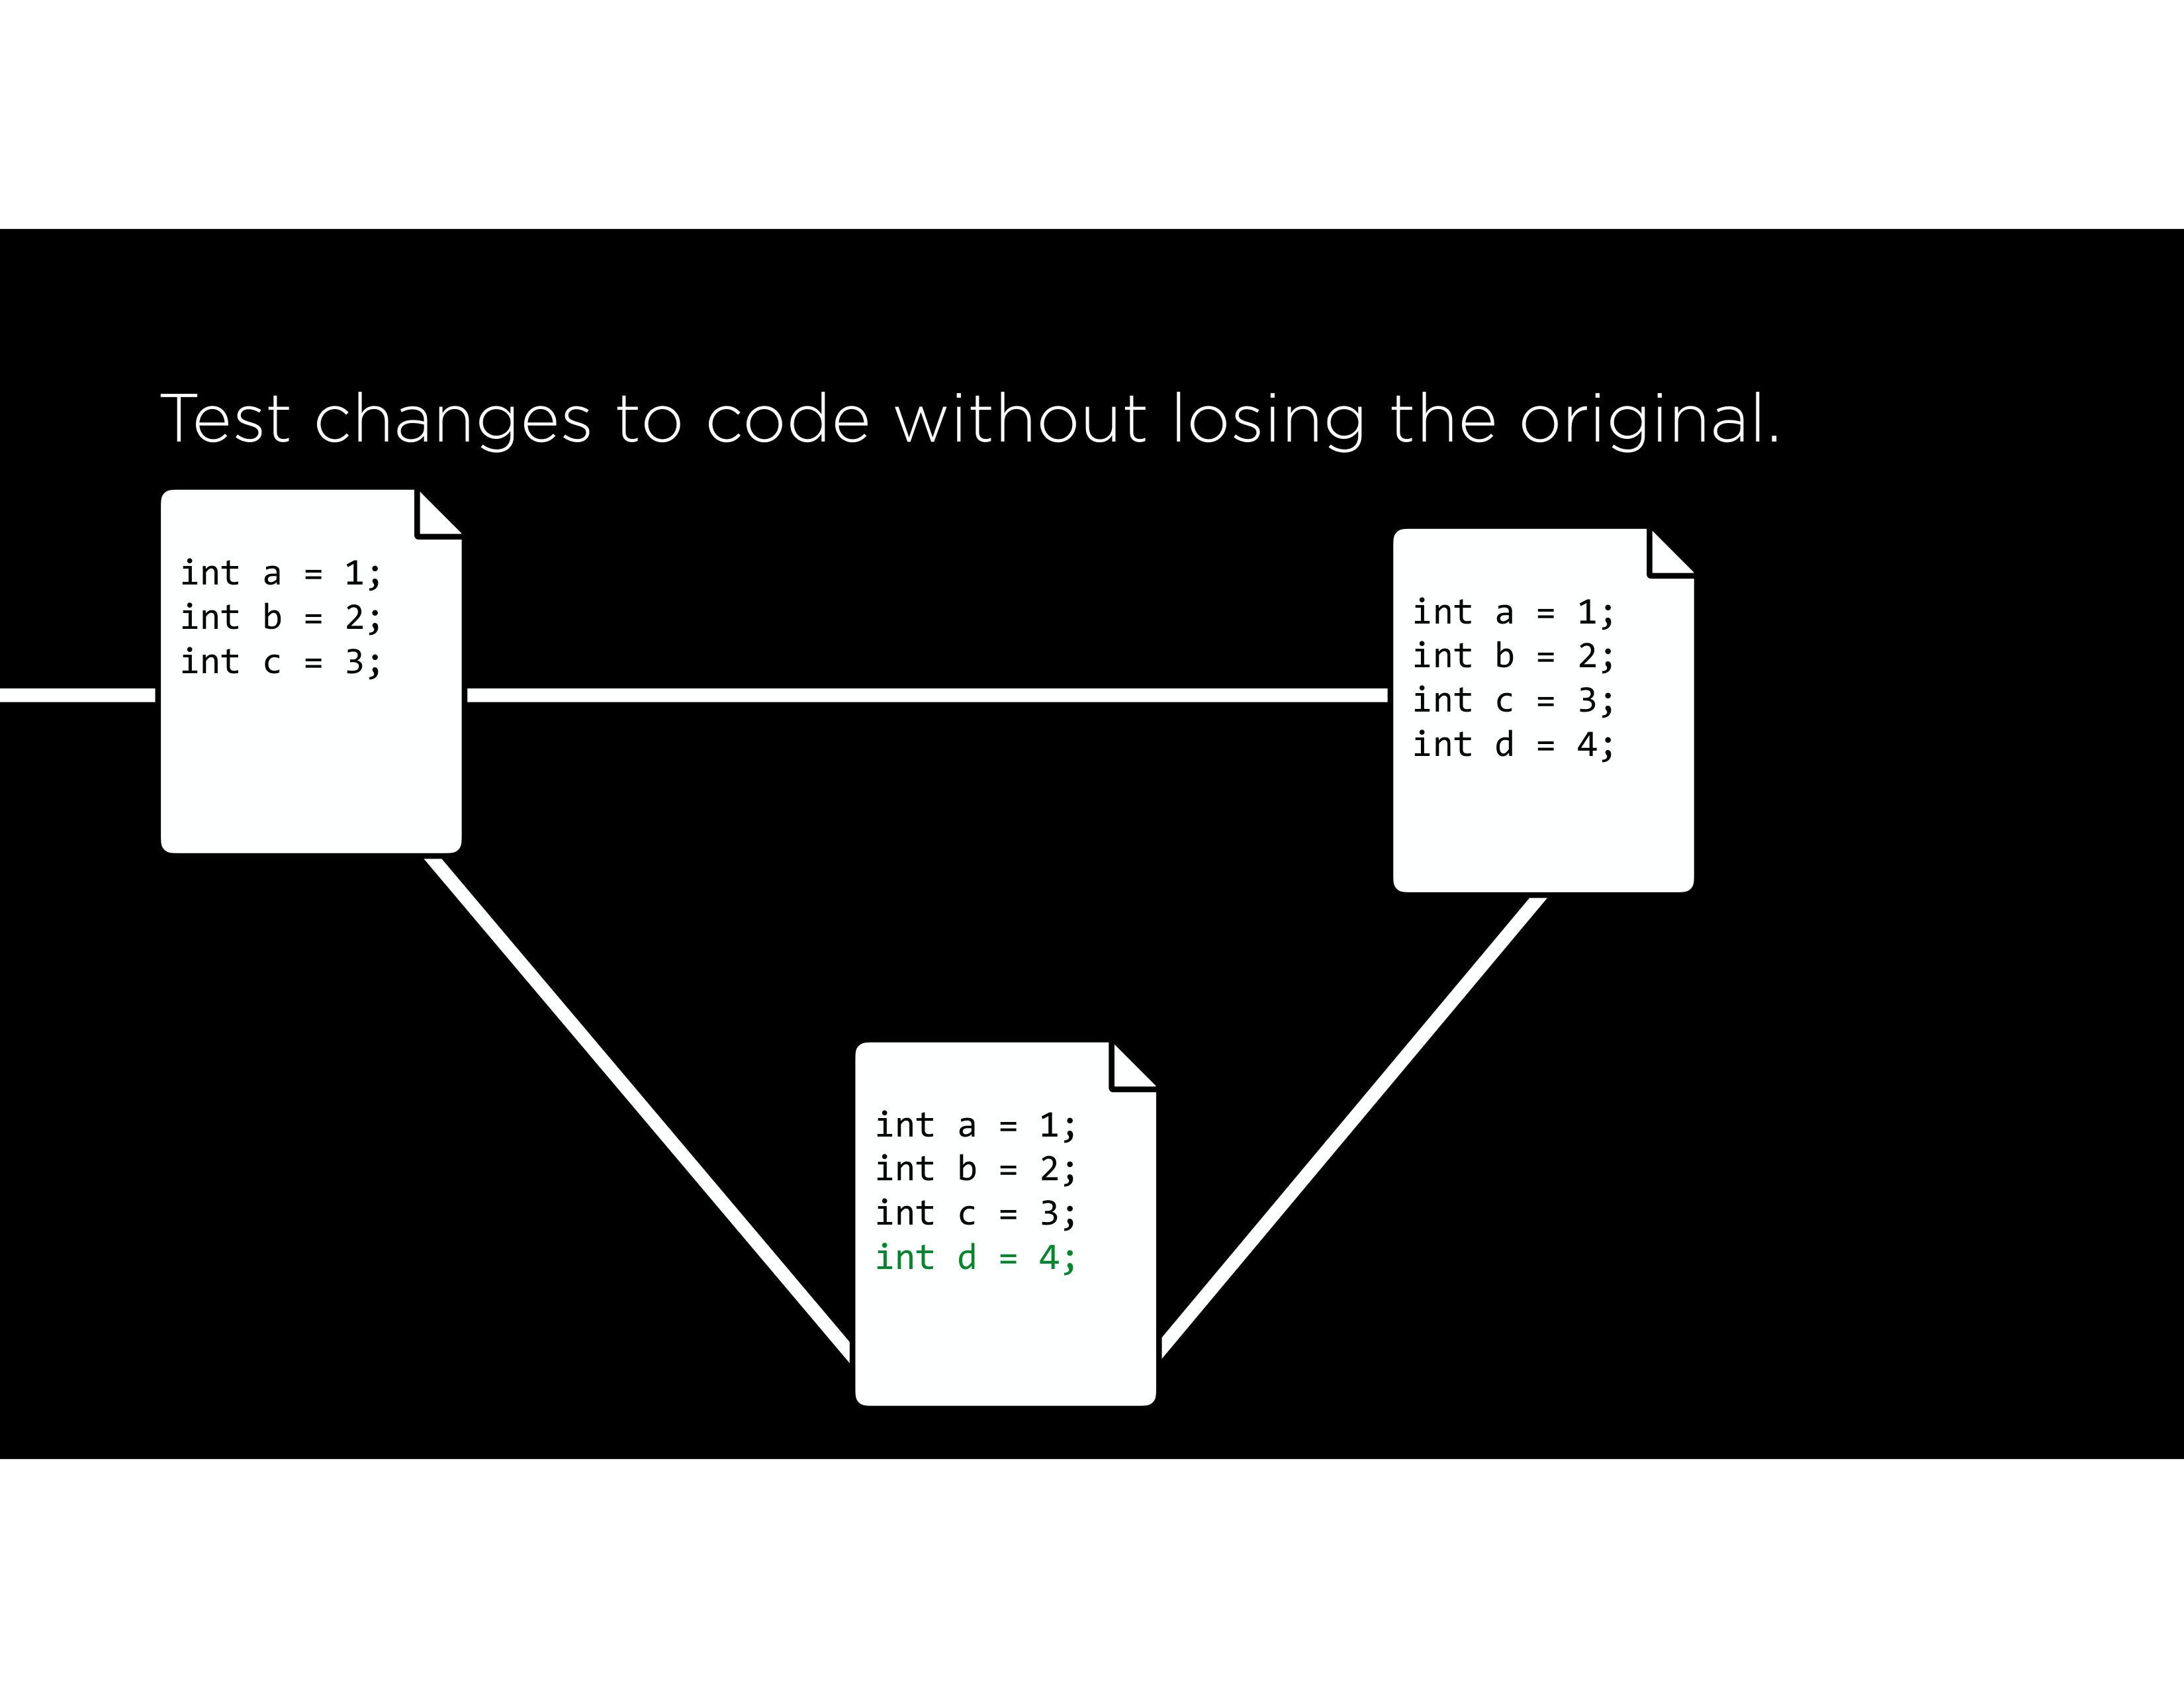 Test changes to code without losing the original.
int a = 1;
int b = 2;
int c = 3;
int a = 1;
int b = 2;
int c = 3;
int d = 4;
int a = 1;
int b = 2;
int c = 3;
int d = 4;